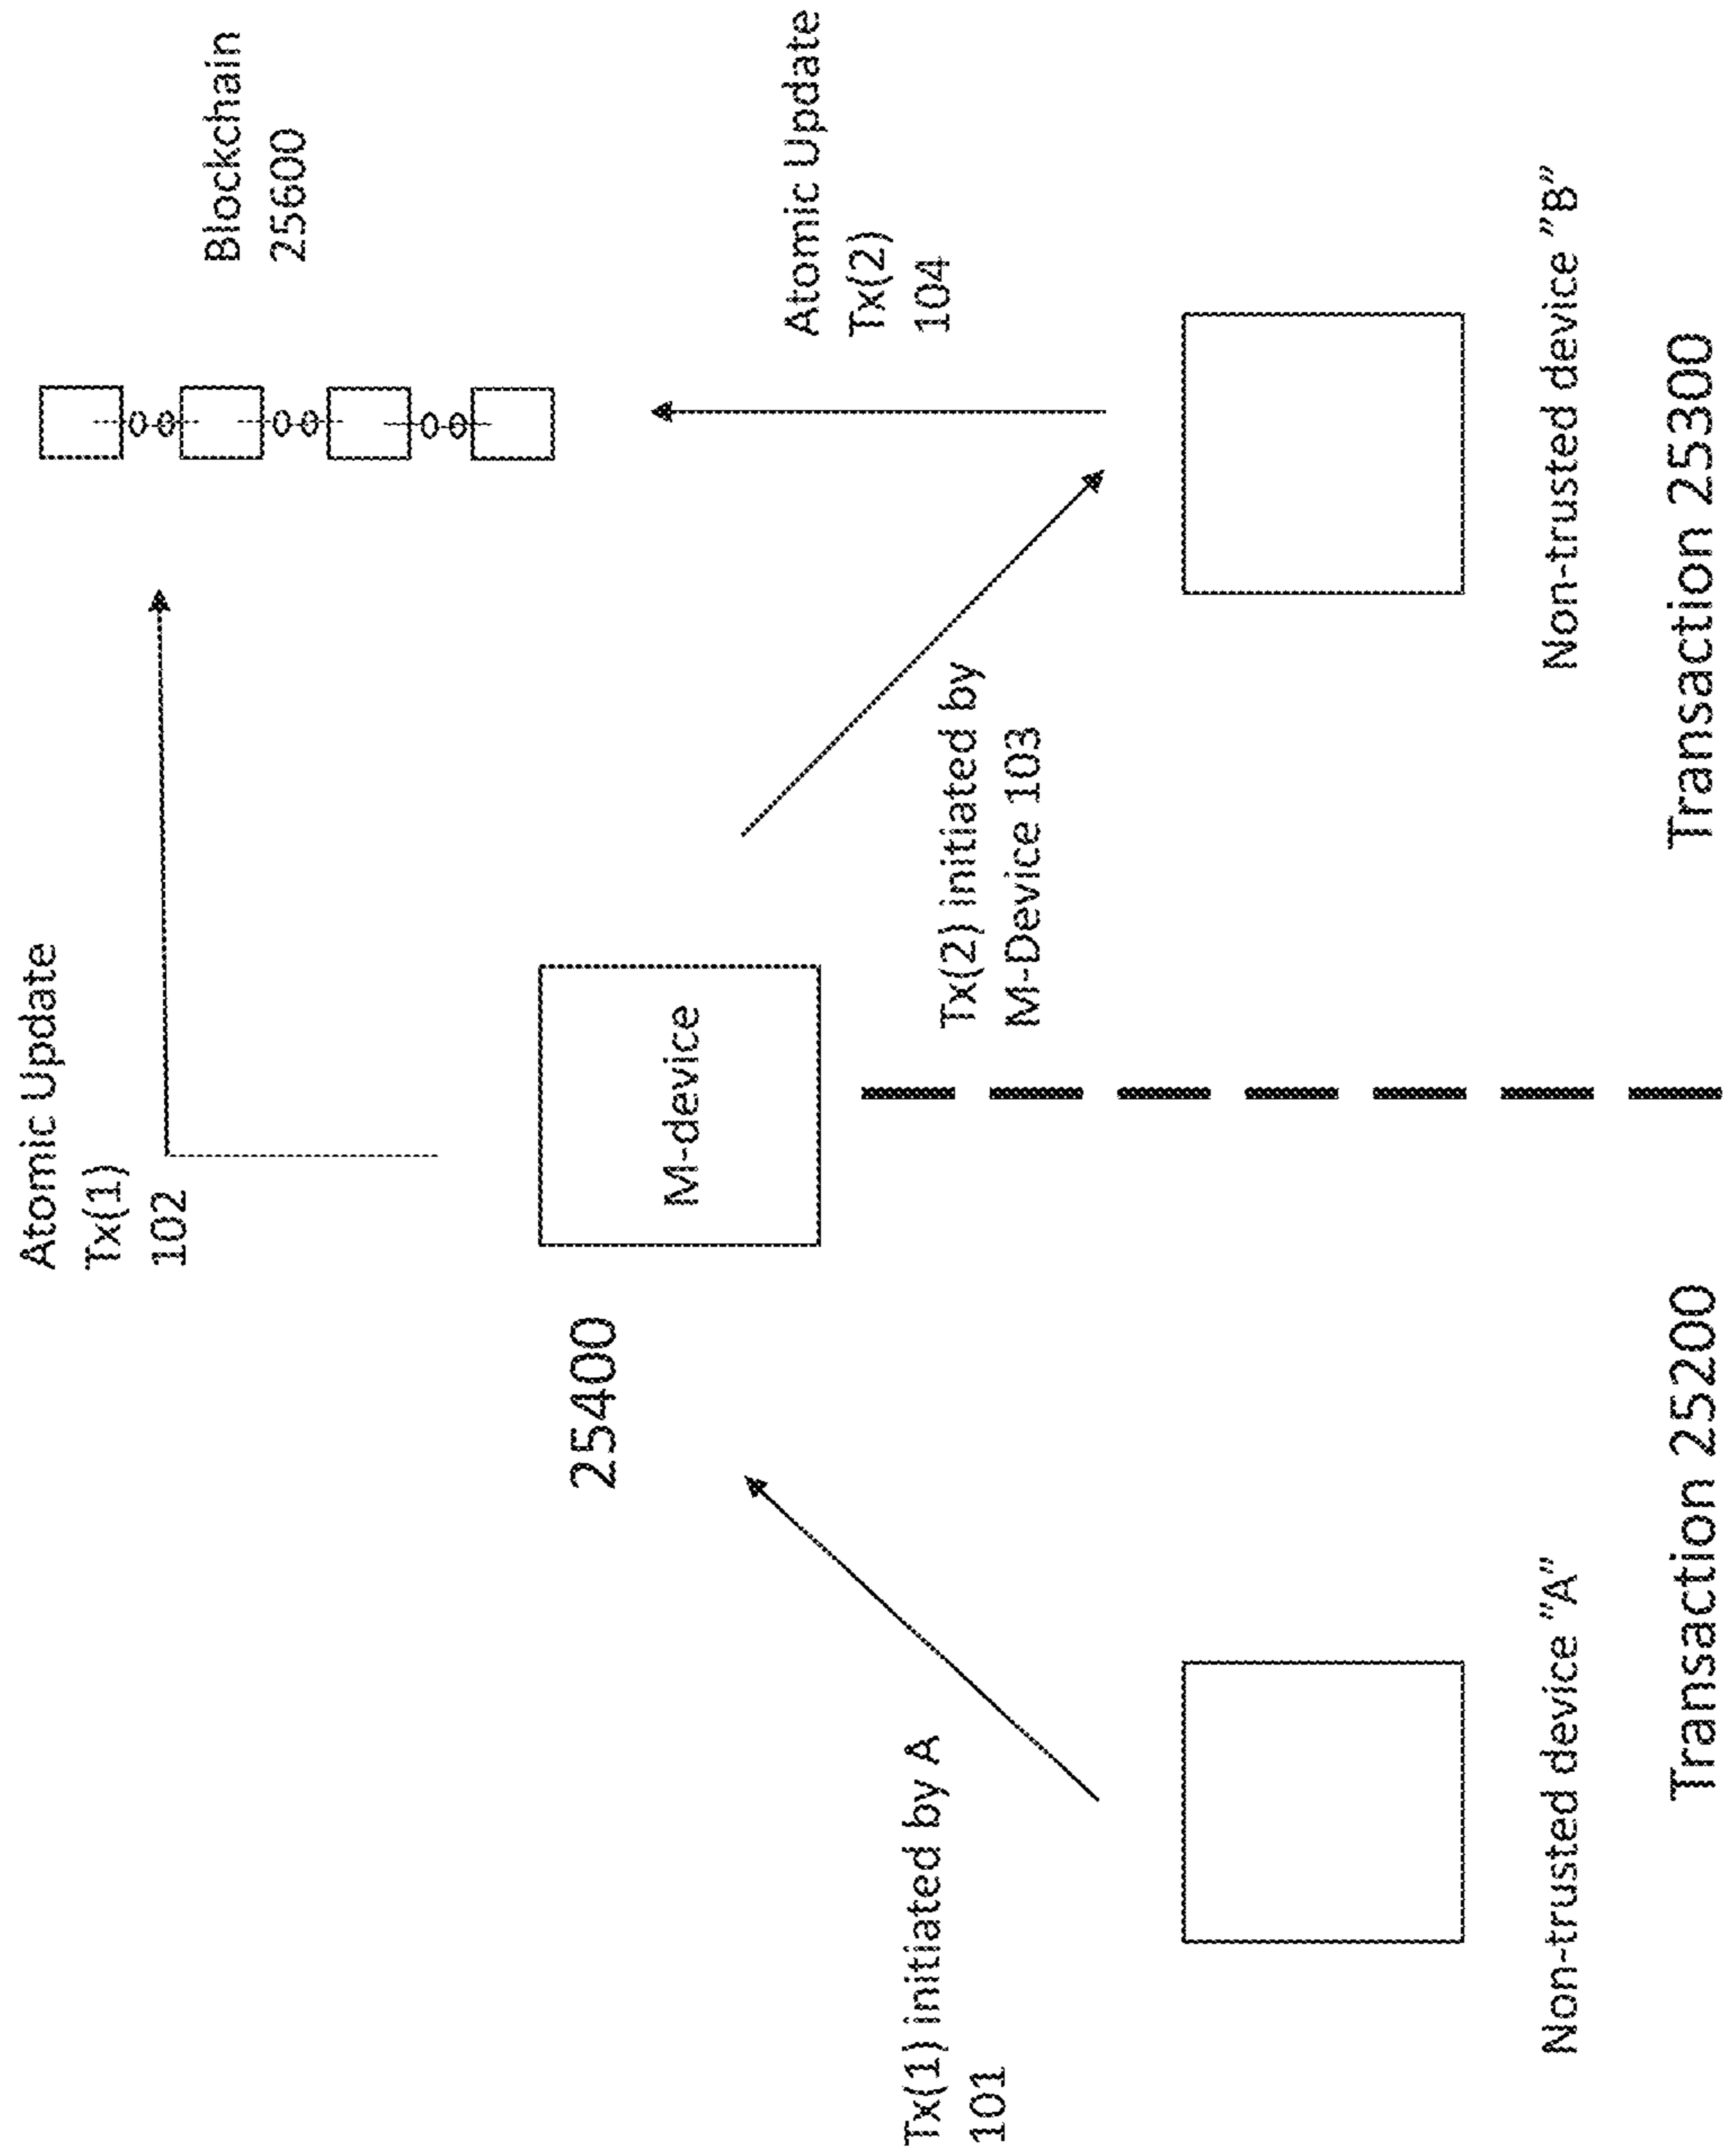 Atomic Update
Tx(1)
102
Blockchain
25600
25400
M-device
Tx(1) initiated by A
101
Tx(2) initiated by
M-Device 103
Atomic Update
Tx(2)
104
Non-trusted device "A"
Non-trusted device "B"
Transaction 25200
Transaction 25300